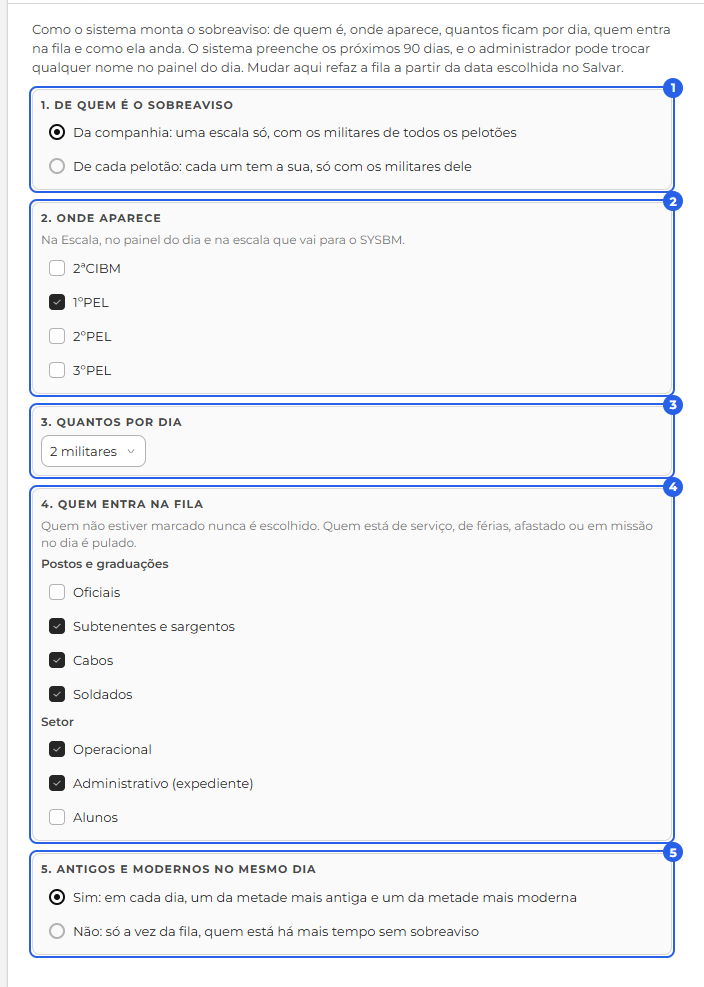 Como o sistema monta o sobreaviso: de quem é, onde aparece, quantos ficam por dia, quem entra
na fila e como ela anda. O sistema preenche os próximos 90 dias, e o administrador pode trocar
qualquer nome no painel do dia. Mudar aqui refaz a fila a partir da data escolhida no Salvar.
1
1. DE QUEM É O SOBREAVISO
Da companhia: uma escala só, com os militares de todos os pelotões
De cada pelotão: cada um tem a sua, só com os militares dele
2
2. ONDE APARECE
Na Escala, no painel do dia e na escala que vai para o SYSBM.
2ªCIBM
1ºPEL
2ºPEL
3ºPEL
3
3. QUANTOS POR DIA
2 militares
4
4. QUEM ENTRA NA FILA
Quem não estiver marcado nunca é escolhido. Quem está de serviço, de férias, afastado ou em missão
no dia é pulado.
Postos e graduações
Oficiais
Subtenentes e sargentos
Cabos
Soldados
Setor
Operacional
Administrativo (expediente)
Alunos
5
5. ANTIGOS E MODERNOS NO MESMO DIA
Sim: em cada dia, um da metade mais antiga e um da metade mais moderna
Não: só a vez da fila, quem está há mais tempo sem sobreaviso